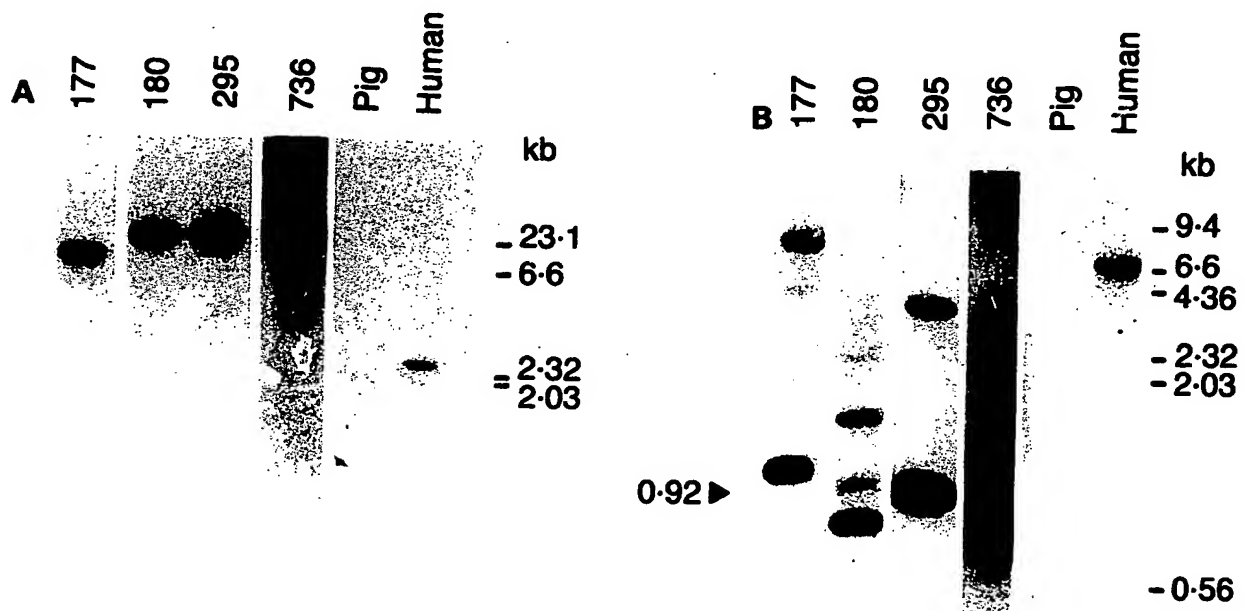 A 177 180 295 736 Pig Human
kb
- 23·1
- 6·6
= 2·32
2·03
B 177 180 295 736 Pig Human
kb
- 9·4
- 6·6
- 4·36
- 2·32
- 2·03
0·92 ►
- 0·56